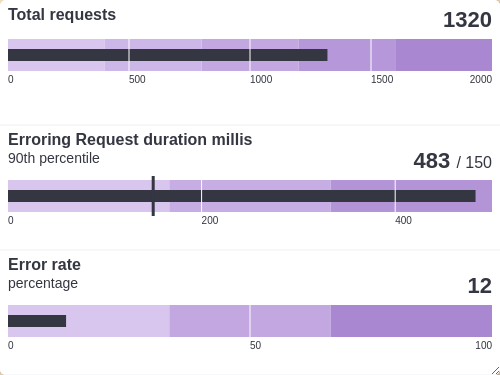 Total requests
1320
0 500 1000 1500 2000
Erroring Request duration millis
90th percentile
483 / 150
0 200 400
Error rate
percentage
12
0 50 100